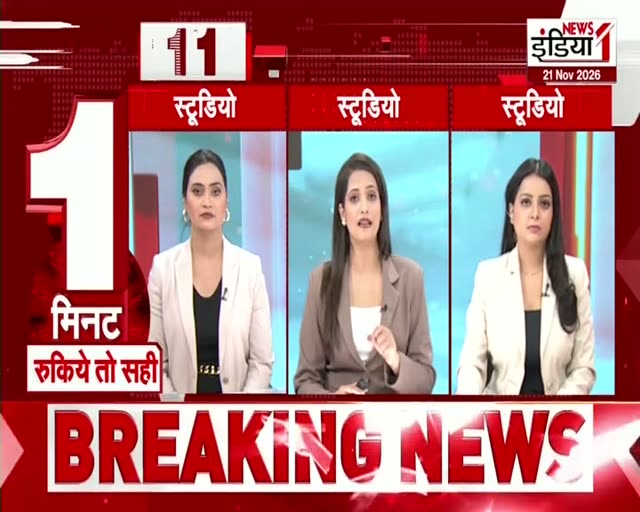 11
NEWS
इंडिया 1
21 Nov 2026
स्टूडियो
स्टूडियो
स्टूडियो
1
मिनट
रुकिये तो सही
BREAKING NEWS